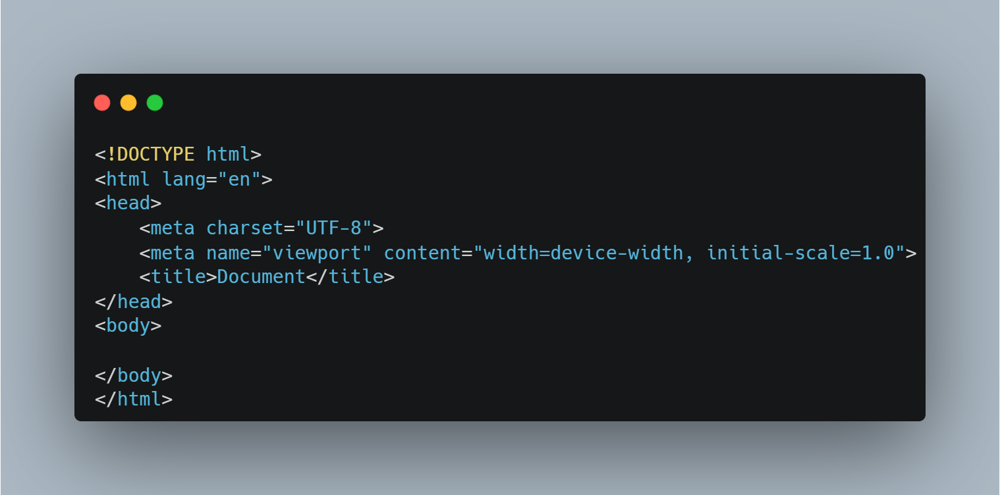 <!DOCTYPE html>
<html lang="en">
<head>
    <meta charset="UTF-8">
    <meta name="viewport" content="width=device-width, initial-scale=1.0">
    <title>Document</title>
</head>
<body>

</body>
</html>